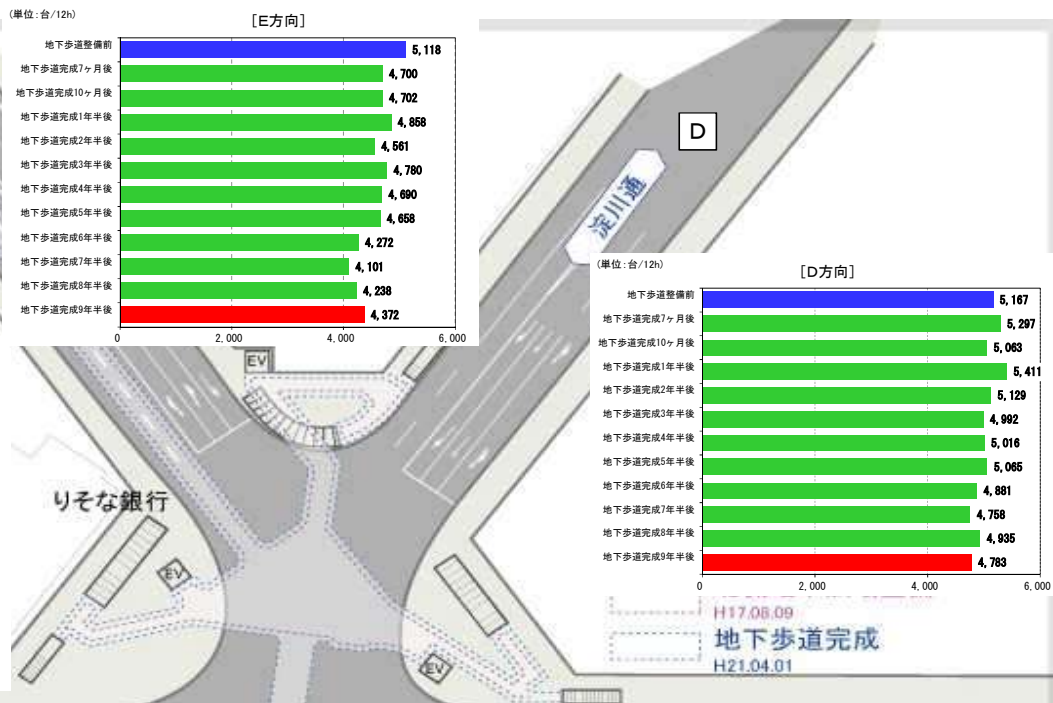 (単位:台/12h)
[E方向]
地下歩道整備前 5,118
地下歩道完成7ヶ月後 4,700
地下歩道完成10ヶ月後 4,702
地下歩道完成1年半後 4,858
地下歩道完成2年半後 4,561
地下歩道完成3年半後 4,780
地下歩道完成4年半後 4,690
地下歩道完成5年半後 4,658
地下歩道完成6年半後 4,272
地下歩道完成7年半後 4,101
地下歩道完成8年半後 4,238
地下歩道完成9年半後 4,372
0 2,000 4,000 6,000
D
淀川通
(単位:台/12h)
[D方向]
地下歩道整備前 5,167
地下歩道完成7ヶ月後 5,297
地下歩道完成10ヶ月後 5,063
地下歩道完成1年半後 5,411
地下歩道完成2年半後 5,129
地下歩道完成3年半後 4,992
地下歩道完成4年半後 5,016
地下歩道完成5年半後 5,065
地下歩道完成6年半後 4,881
地下歩道完成7年半後 4,758
地下歩道完成8年半後 4,935
地下歩道完成9年半後 4,783
0 2,000 4,000 6,000
EV
りそな銀行
EV
EV
H17.08.09
地下歩道完成
H21.04.01